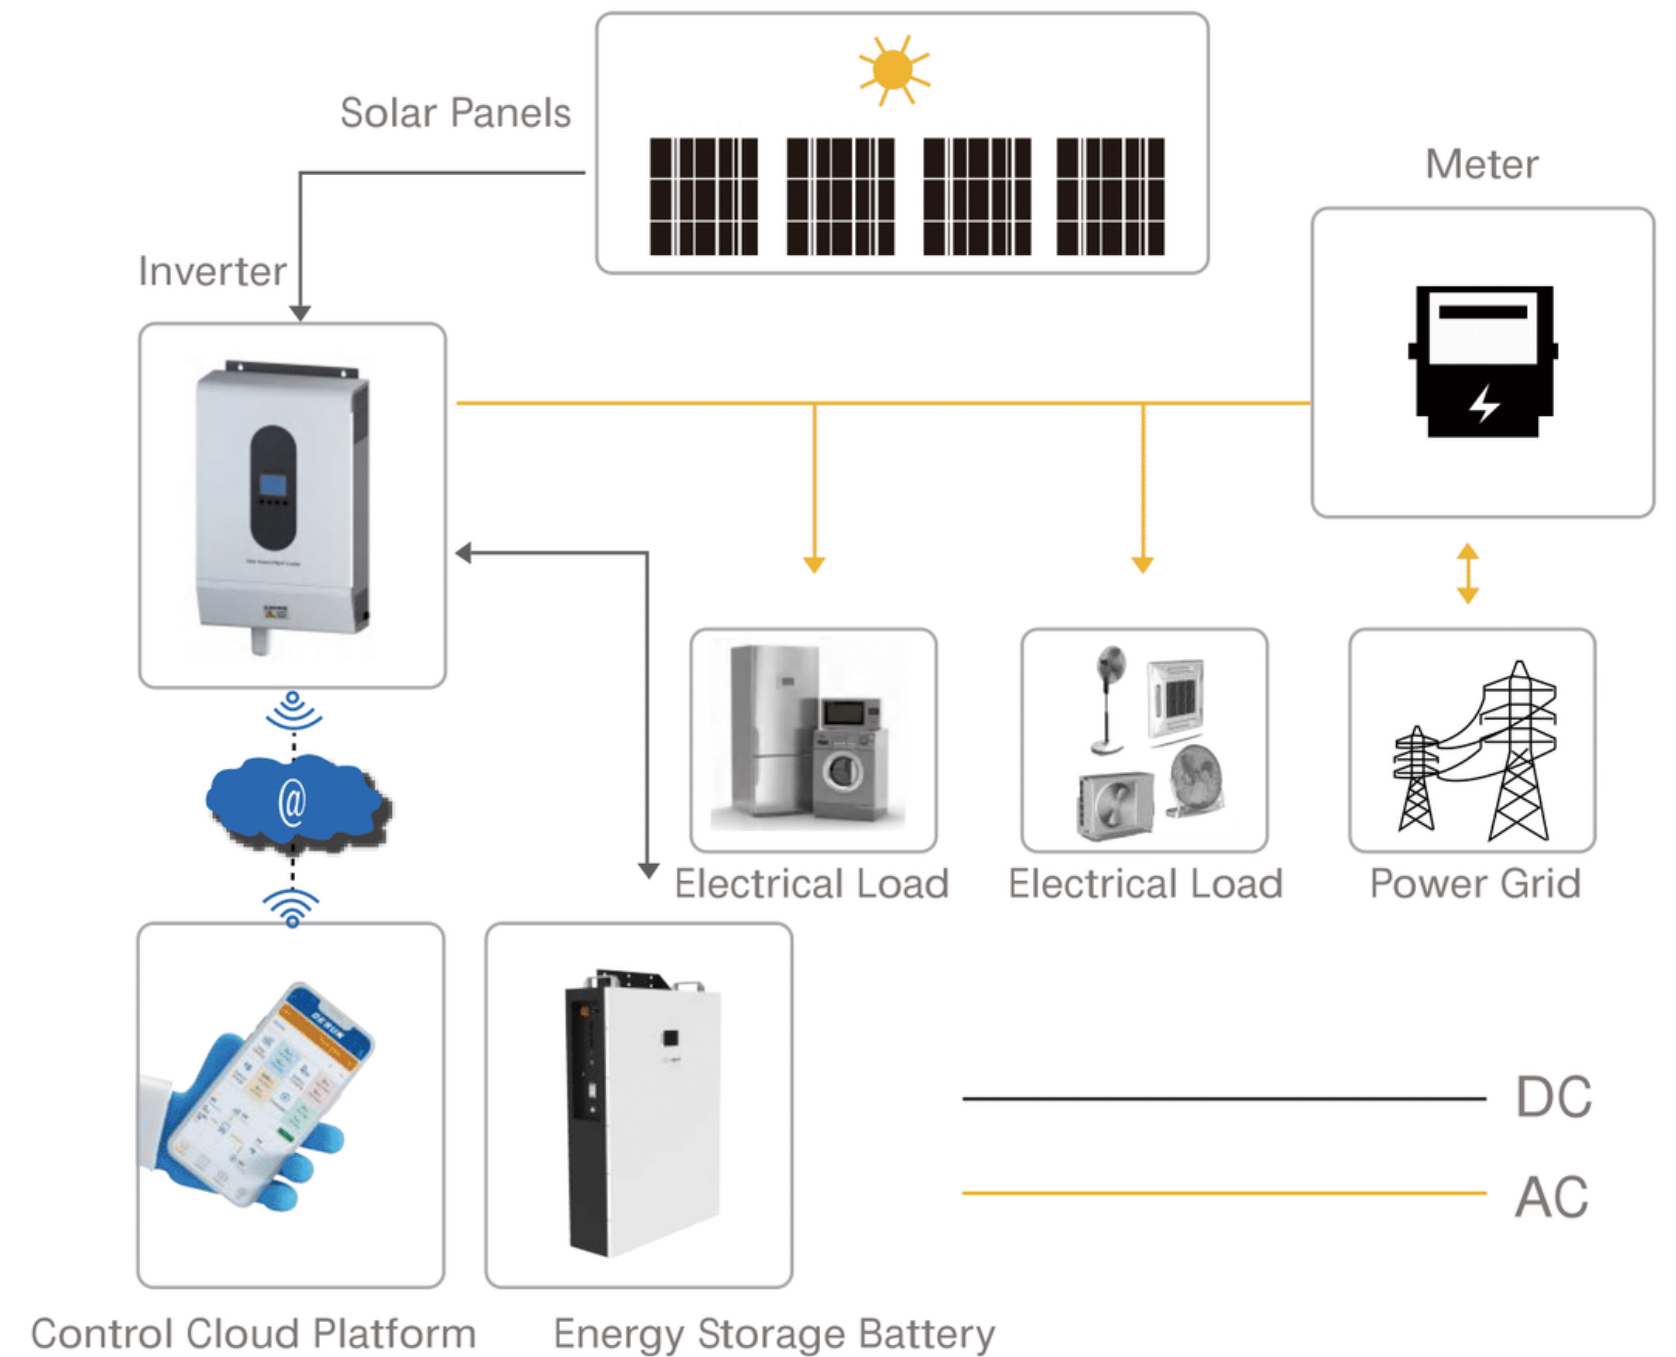 Solar Panels
Meter
Inverter
@
Electrical Load
Electrical Load
Power Grid
DC
AC
Control Cloud Platform
Energy Storage Battery